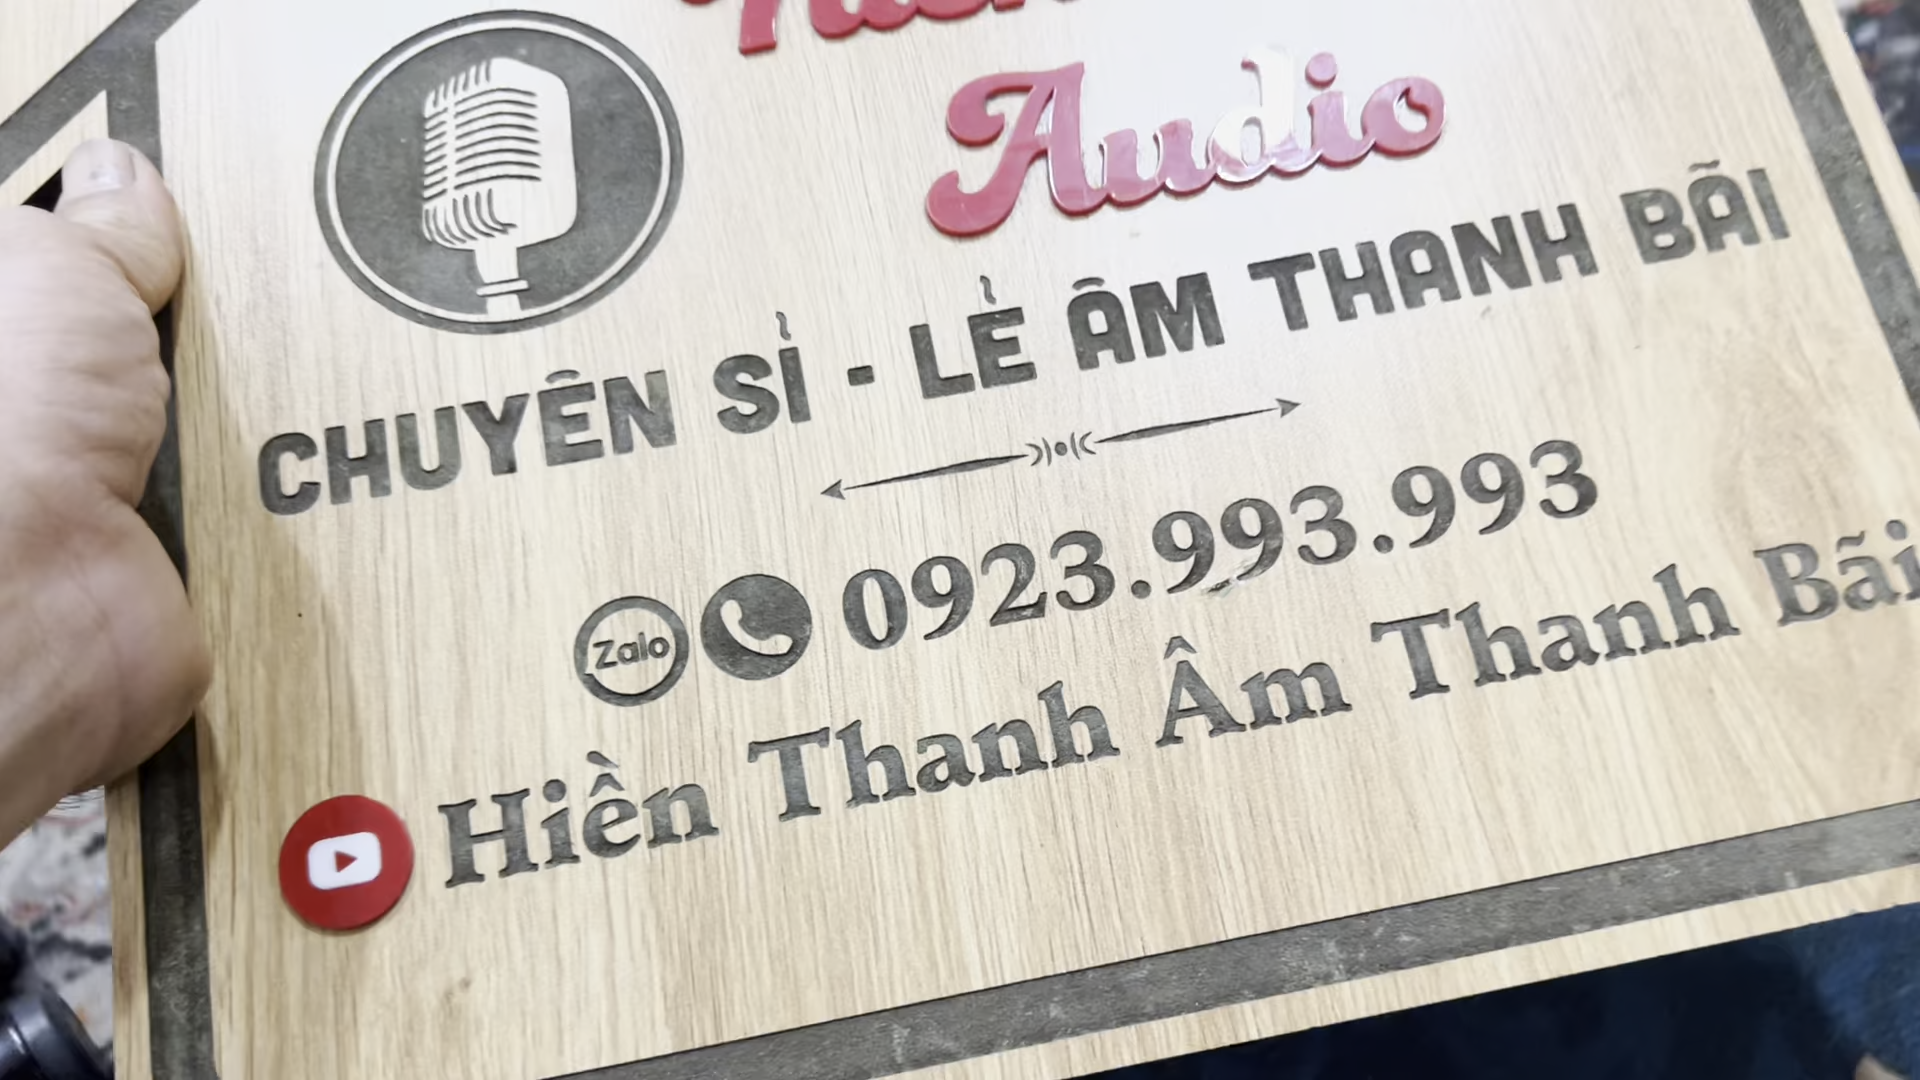 Audio
CHUYÊN SỈ - LẺ ÂM THANH BÃI
Zalo 0923.993.993
Hiền Thanh Âm Thanh Bãi